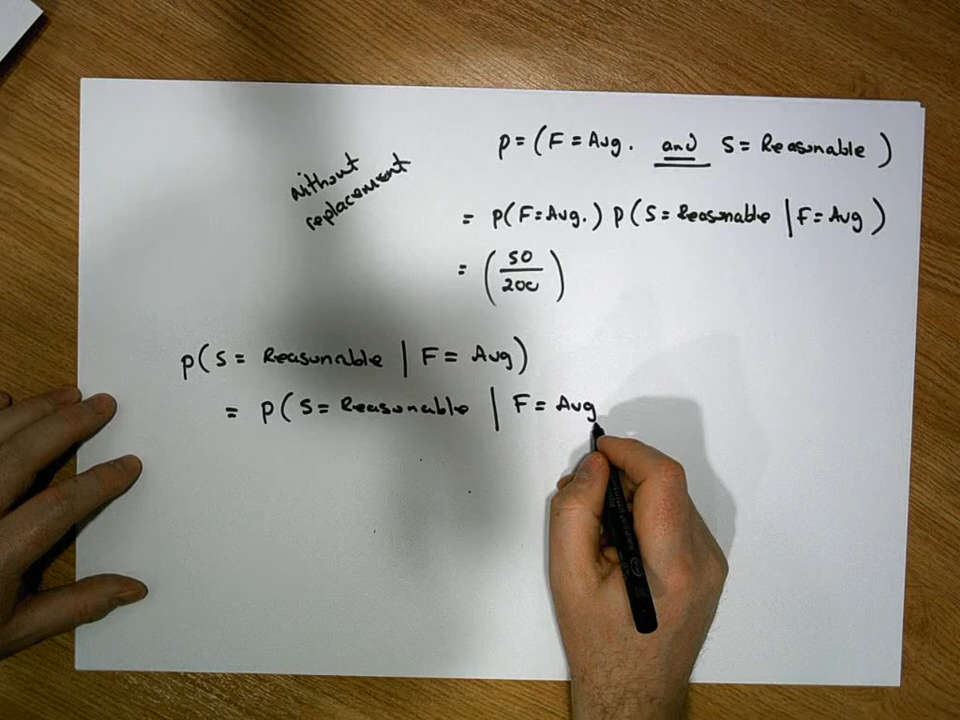 without
replacement
p = ( F = Avg. and S = Reasonable )
= p( F = Avg. ) p ( S = Reasonable | F = Avg )
= ( 50 / 200 )
p( S = Reasonable | F = Avg )
= p ( S = Reasonable | F = Avg